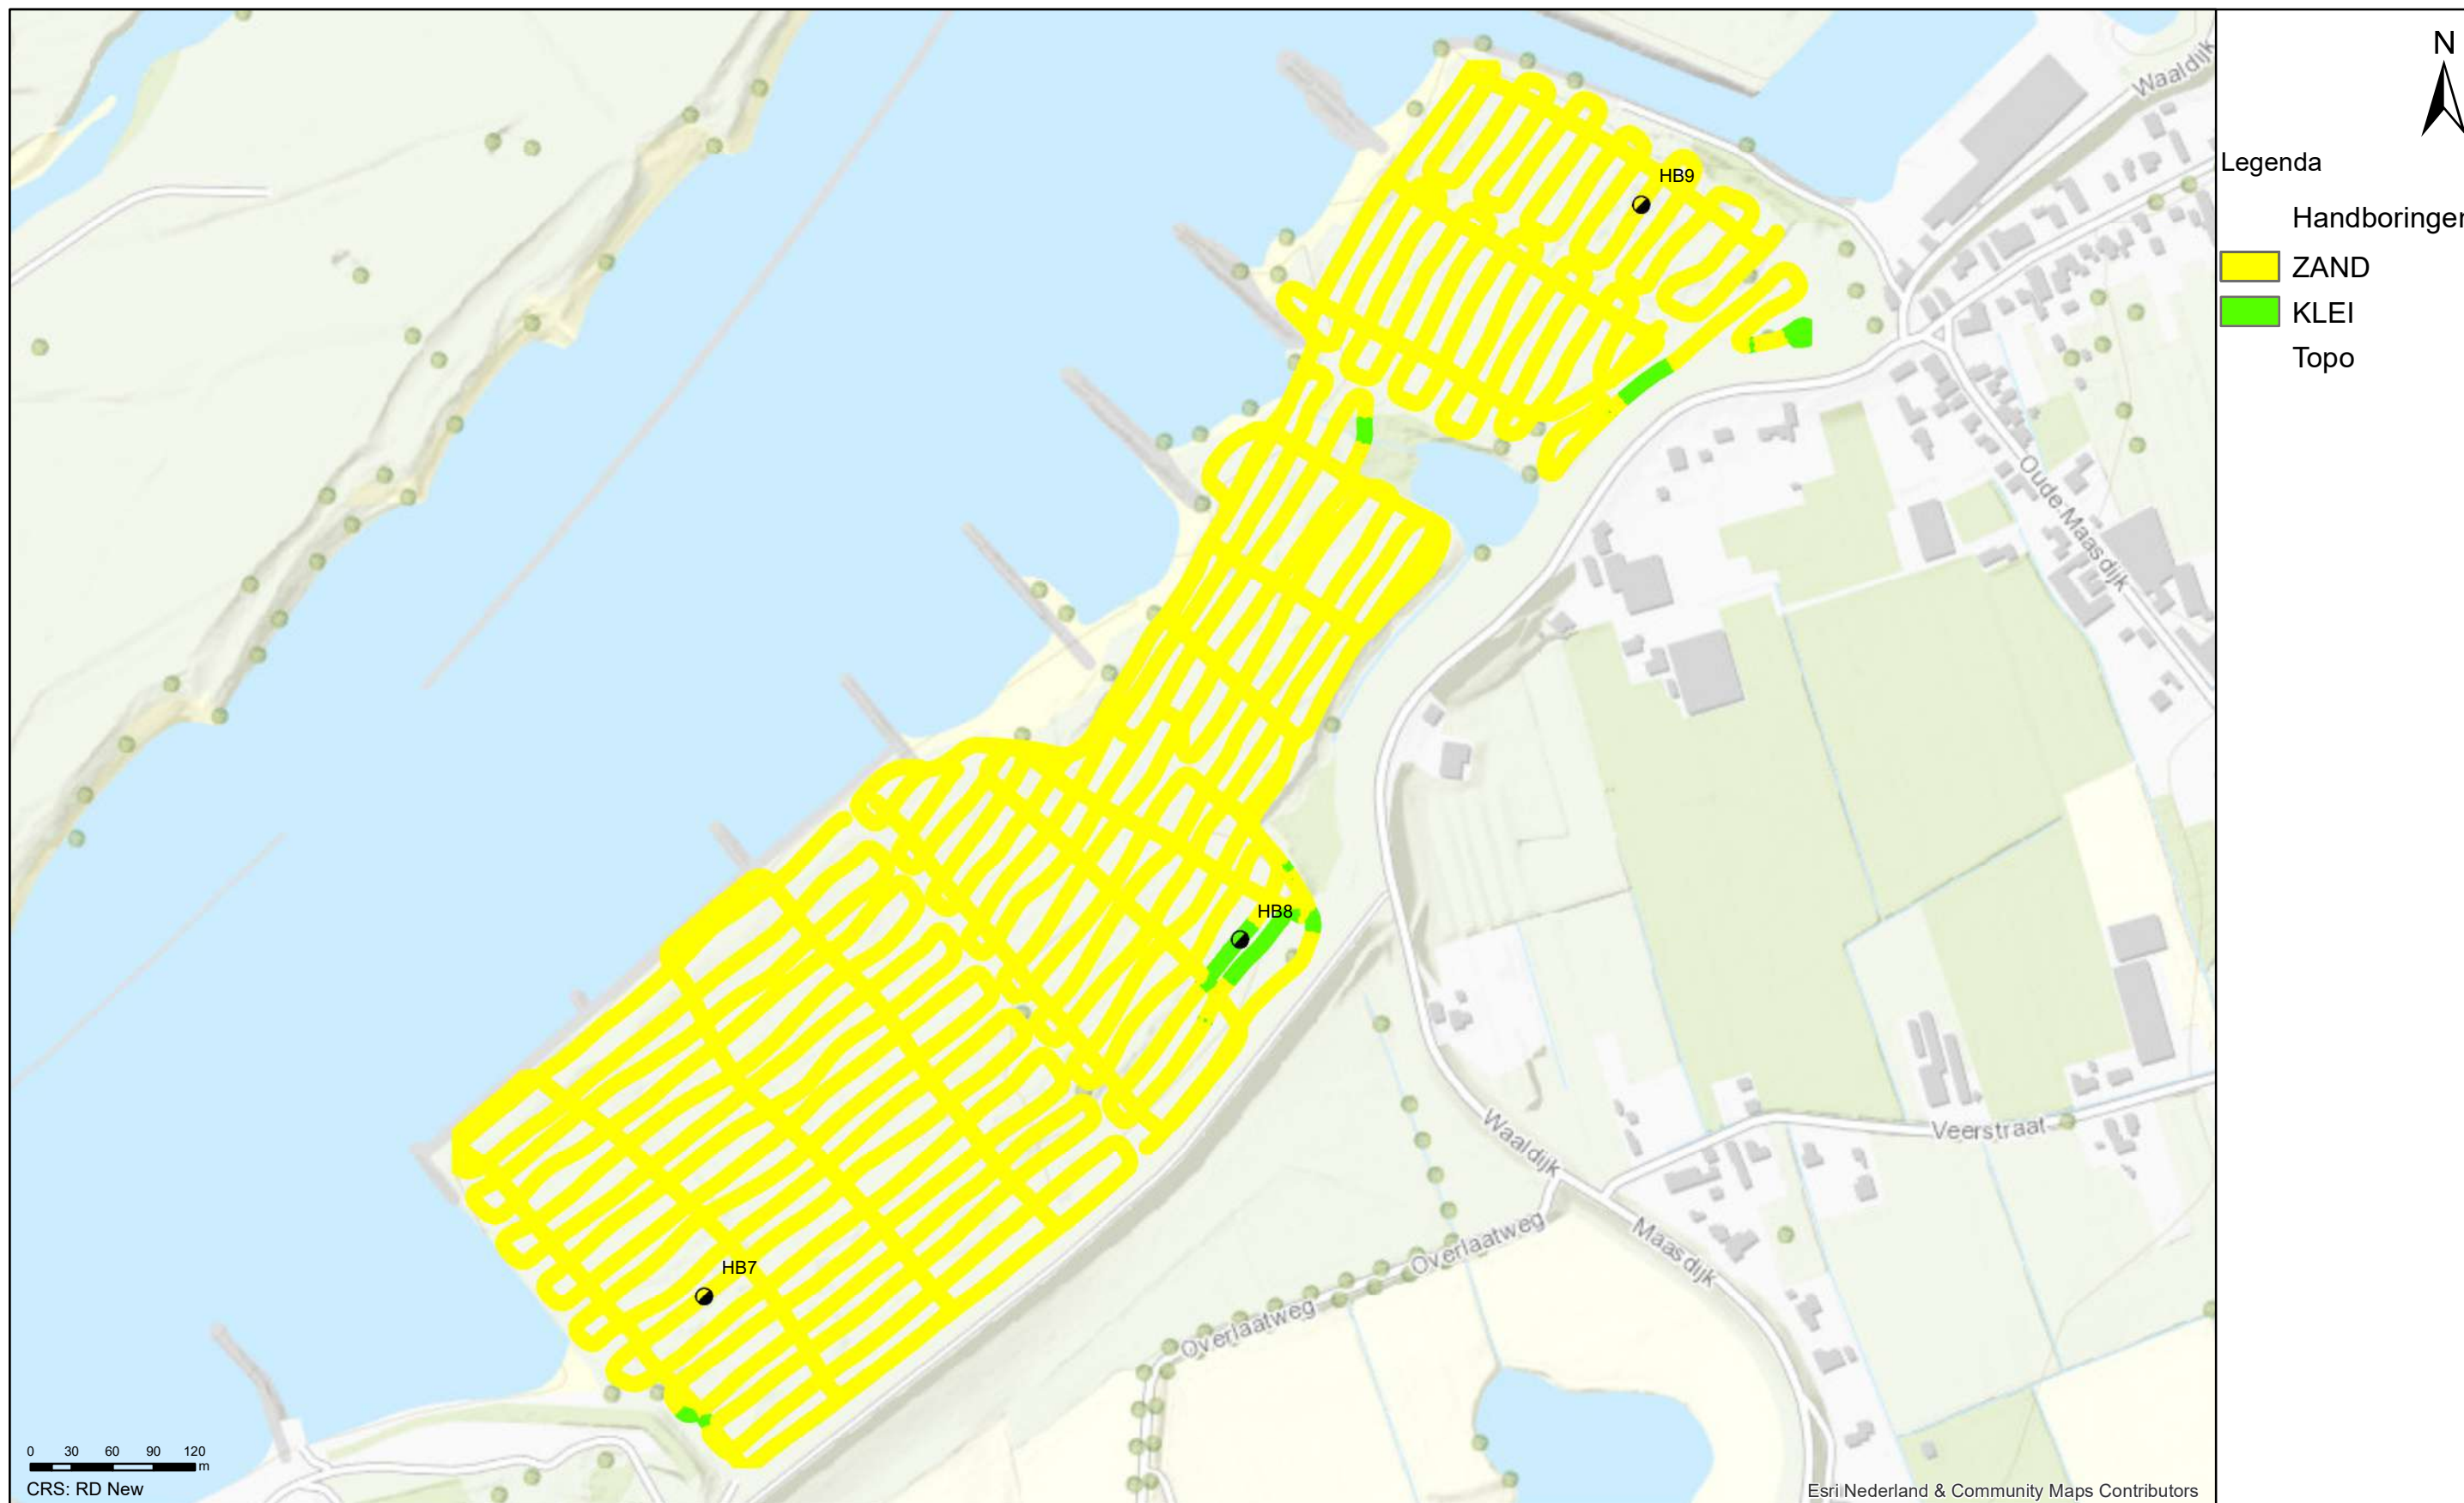 N
Waaldijk
Legenda
HB9
Handboringen
ZAND
KLEI
Topo
Oude-Maasdijk
HB8
Waaldijk
Veerstraat
Overlaatweg
Maasdijk
HB7
Overlaatweg
0 30 60 90 120
m
CRS: RD New
Esri Nederland & Community Maps Contributors